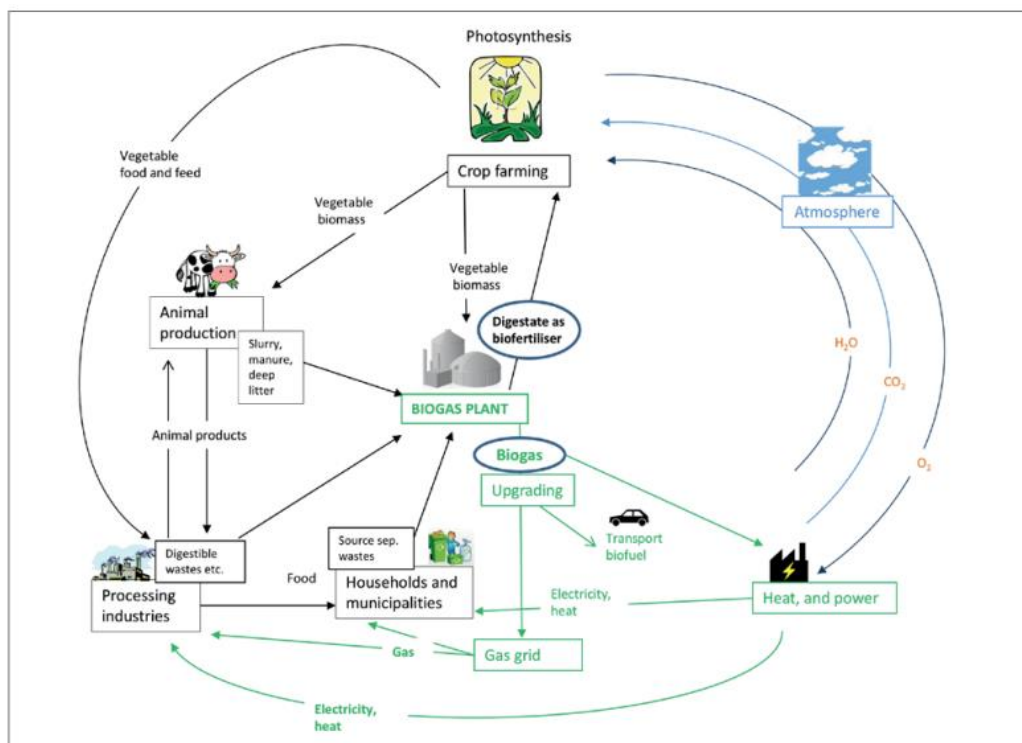 Photosynthesis
Vegetable
food and feed
Crop farming
Atmosphere
Vegetable
biomass
Vegetable
biomass
Animal
production
Slurry,
manure,
deep
litter
Digestate as
biofertiliser
H₂O
CO₂
O₂
BIOGAS PLANT
Animal products
Biogas
Upgrading
Transport
biofuel
Digestible
wastes etc.
Source sep.
wastes
Food
Processing
industries
Households and
municipalities
Electricity,
heat
Heat, and power
Gas
Gas grid
Electricity,
heat